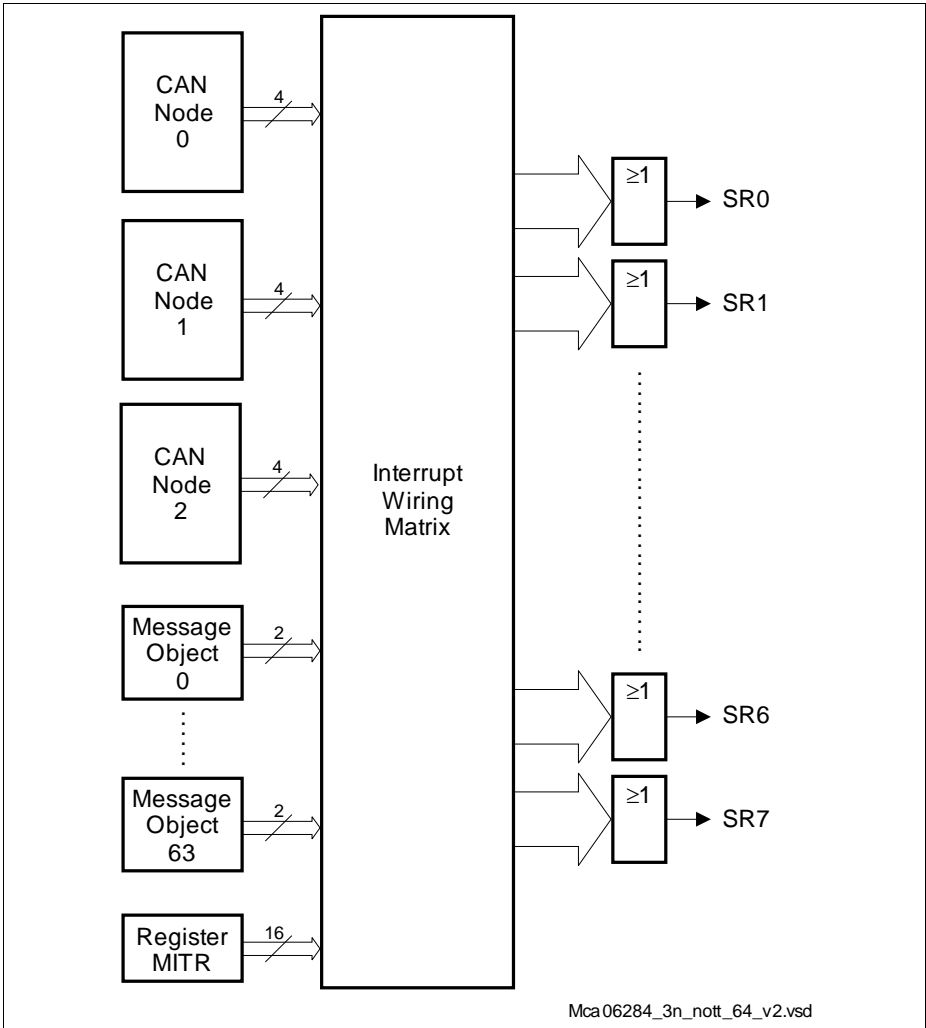 CAN
Node
0
4
CAN
Node
1
4
CAN
Node
2
4
Message
Object
0
2
Message
Object
63
2
Register
MITR
16
Interrupt
Wiring
Matrix
≥1
SR0
≥1
SR1
≥1
SR6
≥1
SR7
Mca06284_3n_nott_64_v2.vsd